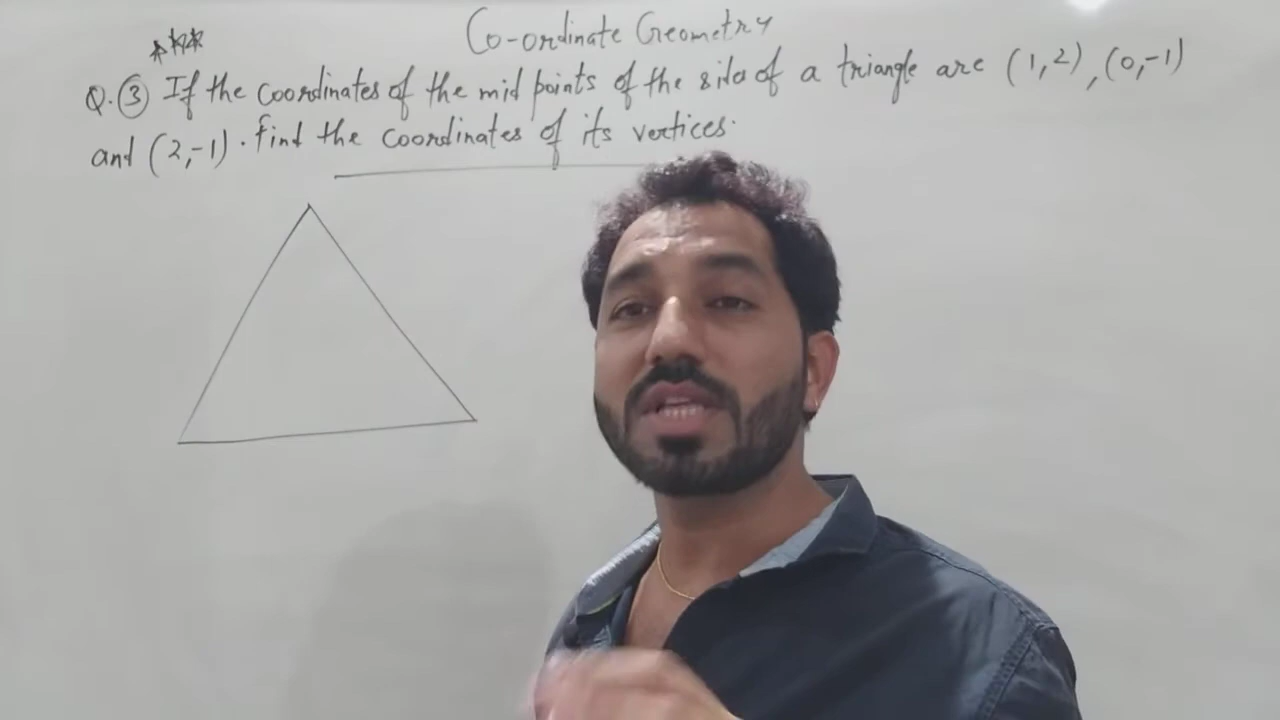 Co-ordinate Geometry
Q.③ If the coordinates of the mid points of the sides of a triangle are (1,2), (0,-1)
and (2,-1). find the coordinates of its vertices.